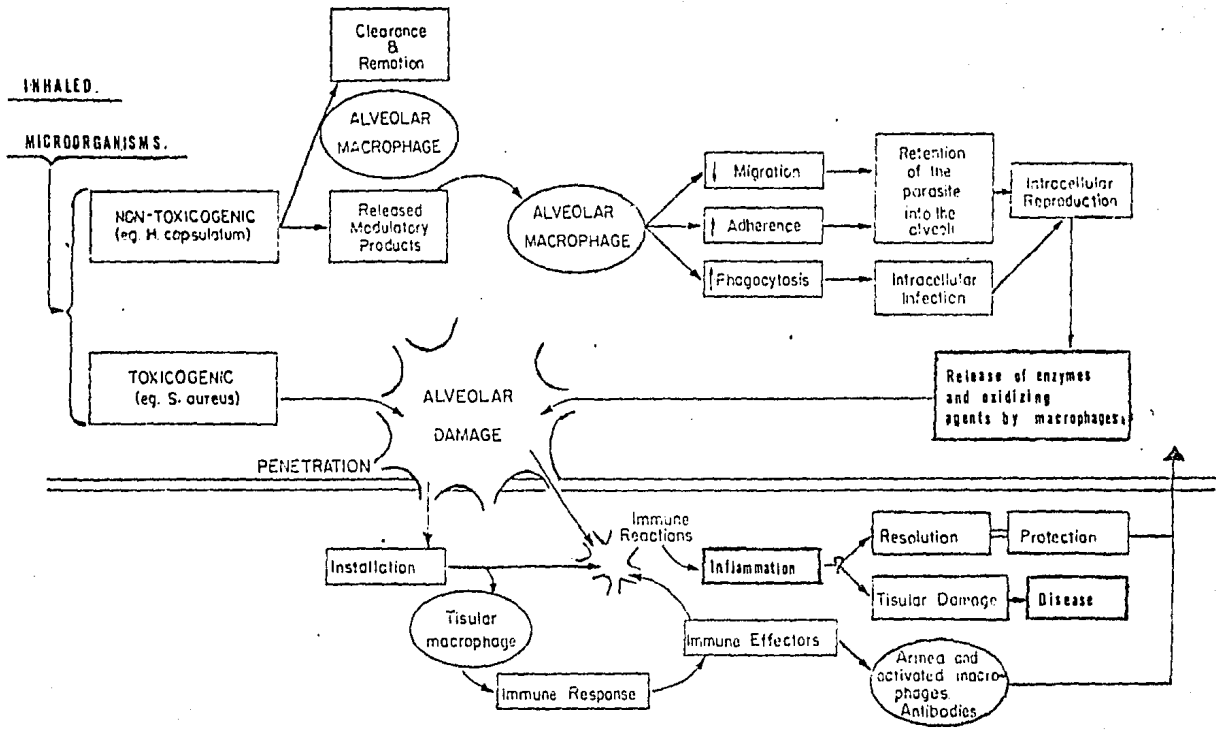 Clearance
&
Remotion
INHALED.
ALVEOLAR
MACROPHAGE
MICROORGANISMS.
NON-TOXICOGENIC
(eg. H. capsulatum)
Released
Modulatory
Products
ALVEOLAR
MACROPHAGE
↓ Migration
↑ Adherence
↑ Phagocytosis
Retention
of the
parasite
into the
alveoli
Intracellular
Infection
Intracellular
Reproduction
TOXICOGENIC
(eg. S. aureus)
ALVEOLAR
DAMAGE
Release of enzymes
and oxidizing
agents by macrophages.
PENETRATION
Installation
Immune
Reactions
Inflammation
?
Resolution
Protection
Tisular Damage
Disease
Tisular
macrophage
Immune Response
Immune Effectors
Armed and
activated macro-
phages.
Antibodies